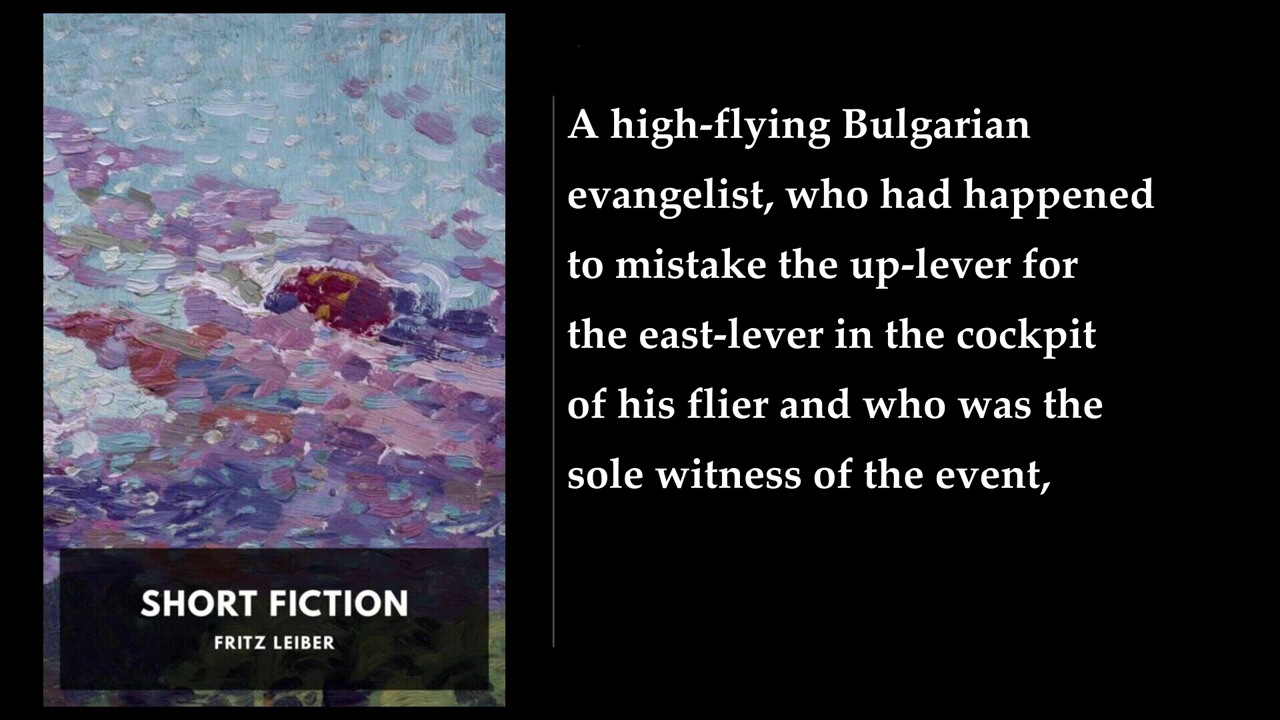 A high-flying Bulgarian
evangelist, who had happened
to mistake the up-lever for
the east-lever in the cockpit
of his flier and who was the
sole witness of the event,
SHORT FICTION
FRITZ LEIBER